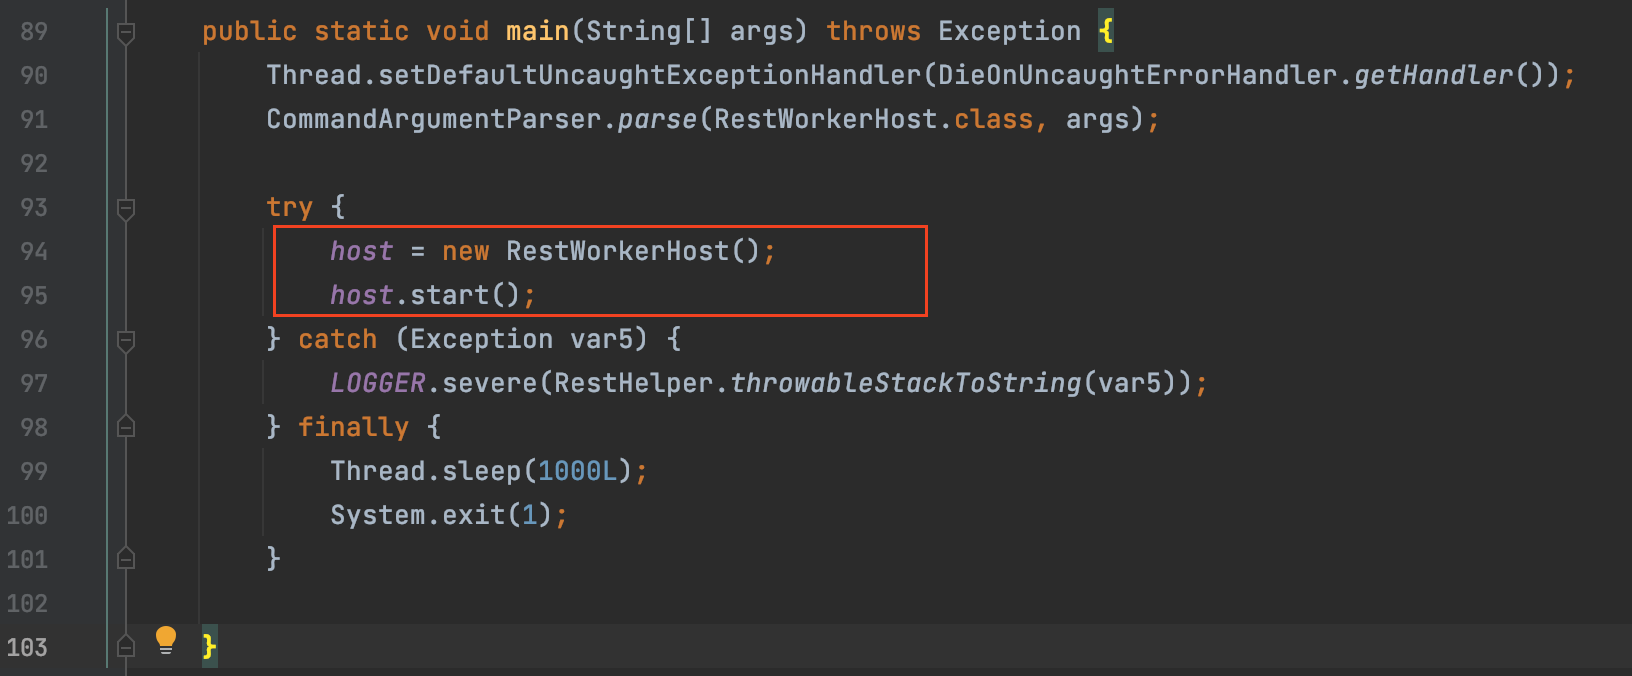 89 public static void main(String[] args) throws Exception {
90 Thread.setDefaultUncaughtExceptionHandler(DieOnUncaughtErrorHandler.getHandler());
91 CommandArgumentParser.parse(RestWorkerHost.class, args);
92
93 try {
94 host = new RestWorkerHost();
95 host.start();
96 } catch (Exception var5) {
97 LOGGER.severe(RestHelper.throwableStackToString(var5));
98 } finally {
99 Thread.sleep(1000L);
100 System.exit(1);
101 }
102
103 }